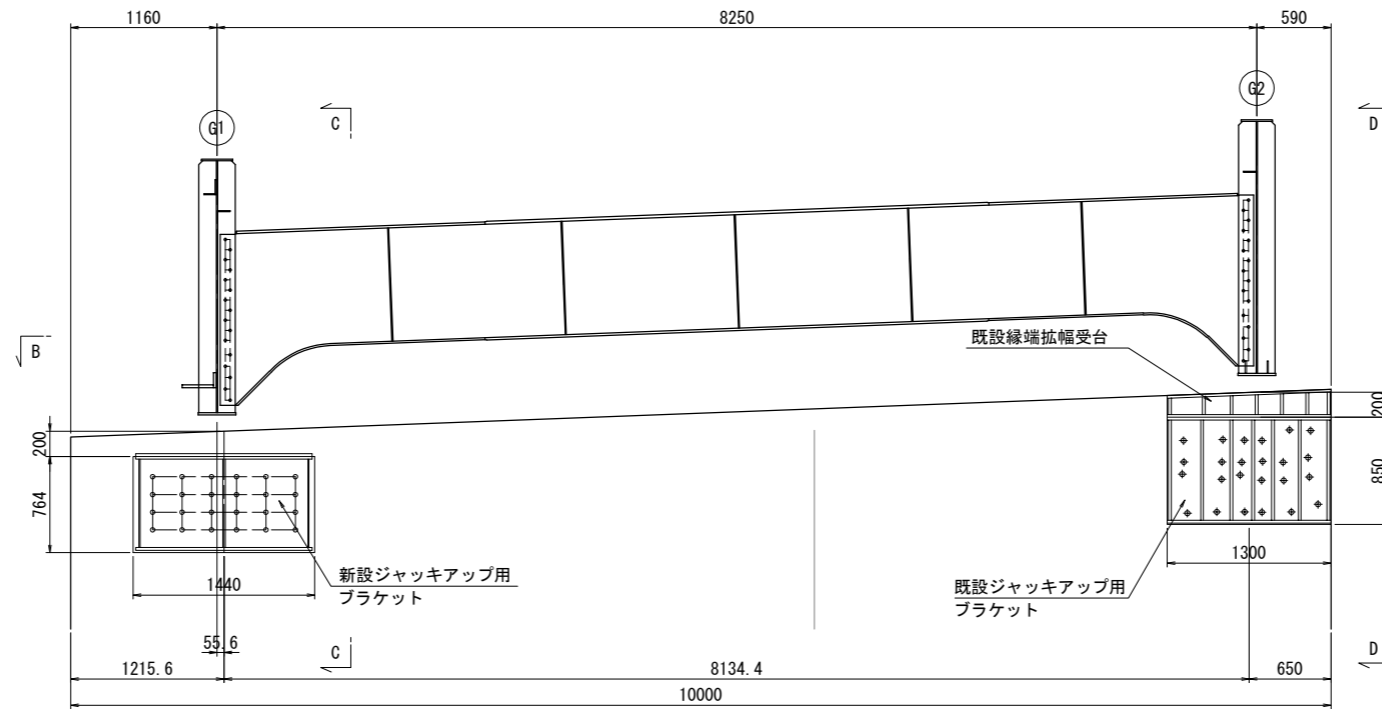 1160
8250
590
G1
G2
C
D
B
既設縁端拡幅受台
200
200
764
850
新設ジャッキアップ用
ブラケット
1440
既設ジャッキアップ用
ブラケット
1300
55.6
C
D
1215.6
8134.4
650
10000